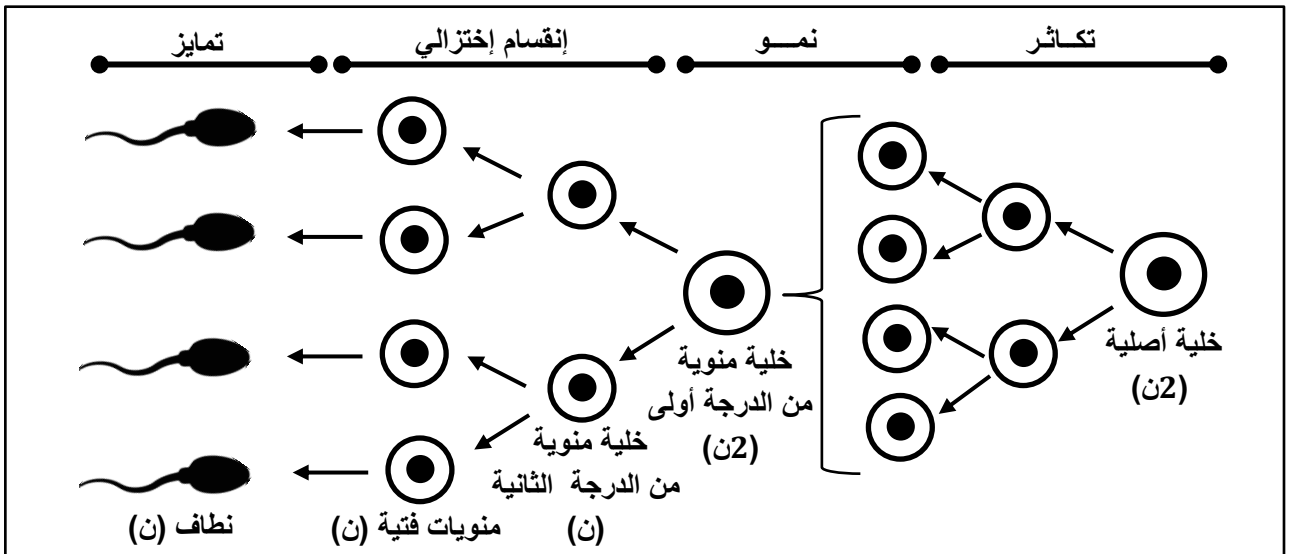 تكــاثـر
نمـــو
إنقسام إختزالي
تمايز
خلية أصلية
(2ن)
خلية منوية
من الدرجة أولى
(2ن)
خلية منوية
من الدرجة الثانية
(ن)
منويات فتية (ن)
نطاف (ن)